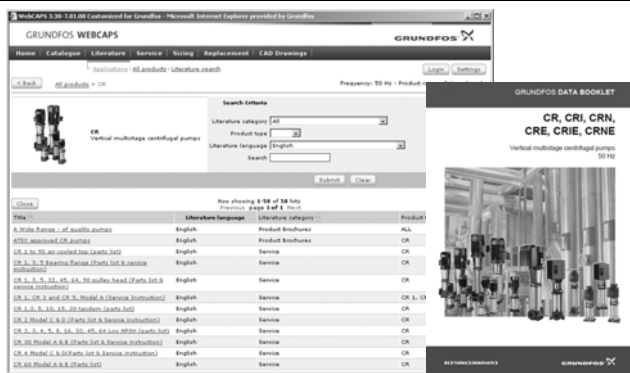 WebCAPS 3.30-7.01.08 Customized for Grundfos - Microsoft Internet Explorer provided by Grundfos
GRUNDFOS WEBCAPS
GRUNDFOS
Home Catalogue Literature Service Sizing Replacement CAD Drawings
Applications All products Literature search
Login Settings
< Back All products > CR
Frequency: 50 Hz - Product
Search Criteria
CR
Vertical multistage centrifugal pumps
Literature category All
Product type
Literature language English
Search
Submit Clear
Close
Now showing 1-58 of 58 hits
Previous page 1 of 1 Next
Title Literature language Literature category Product
A Wide Range - of quality pumps English Product Brochures ALL
ATEX approved CR pumps English Product Brochures CR
CR 1 to 90 air-cooled top (parts list) English Service CR
CR 1, 3, 5 Bearing flange (Parts list & service
instruction) English Service CR
CR 1, 3, 5, 32, 45, 64, 90 pulley head (Parts list &
service instruction) English Service CR
CR 1, CR 3 and CR 5, Model A (Service Instruction) English Service CR 1, CR
CR 1,3, 5, 10, 15, 20 tandem (parts list) English Service CR
CR 2 Model C & D (Parts list & Service instruction) English Service CR
CR 2, 3, 4, 5, 8, 16, 32, 45, 64 Low NPSH (parts list) English Service CR
CR 30 Model A & B (Parts list & Service instruction) English Service CR
CR 4 Model C & D(Parts list & Service instruction) English Service CR
CR 60 Model A & B (Parts list) English Service CR
GRUNDFOS DATA BOOKLET
CR, CRI, CRN,
CRE, CRIE, CRNE
Vertical multistage centrifugal pumps
50 Hz
GRUNDFOS